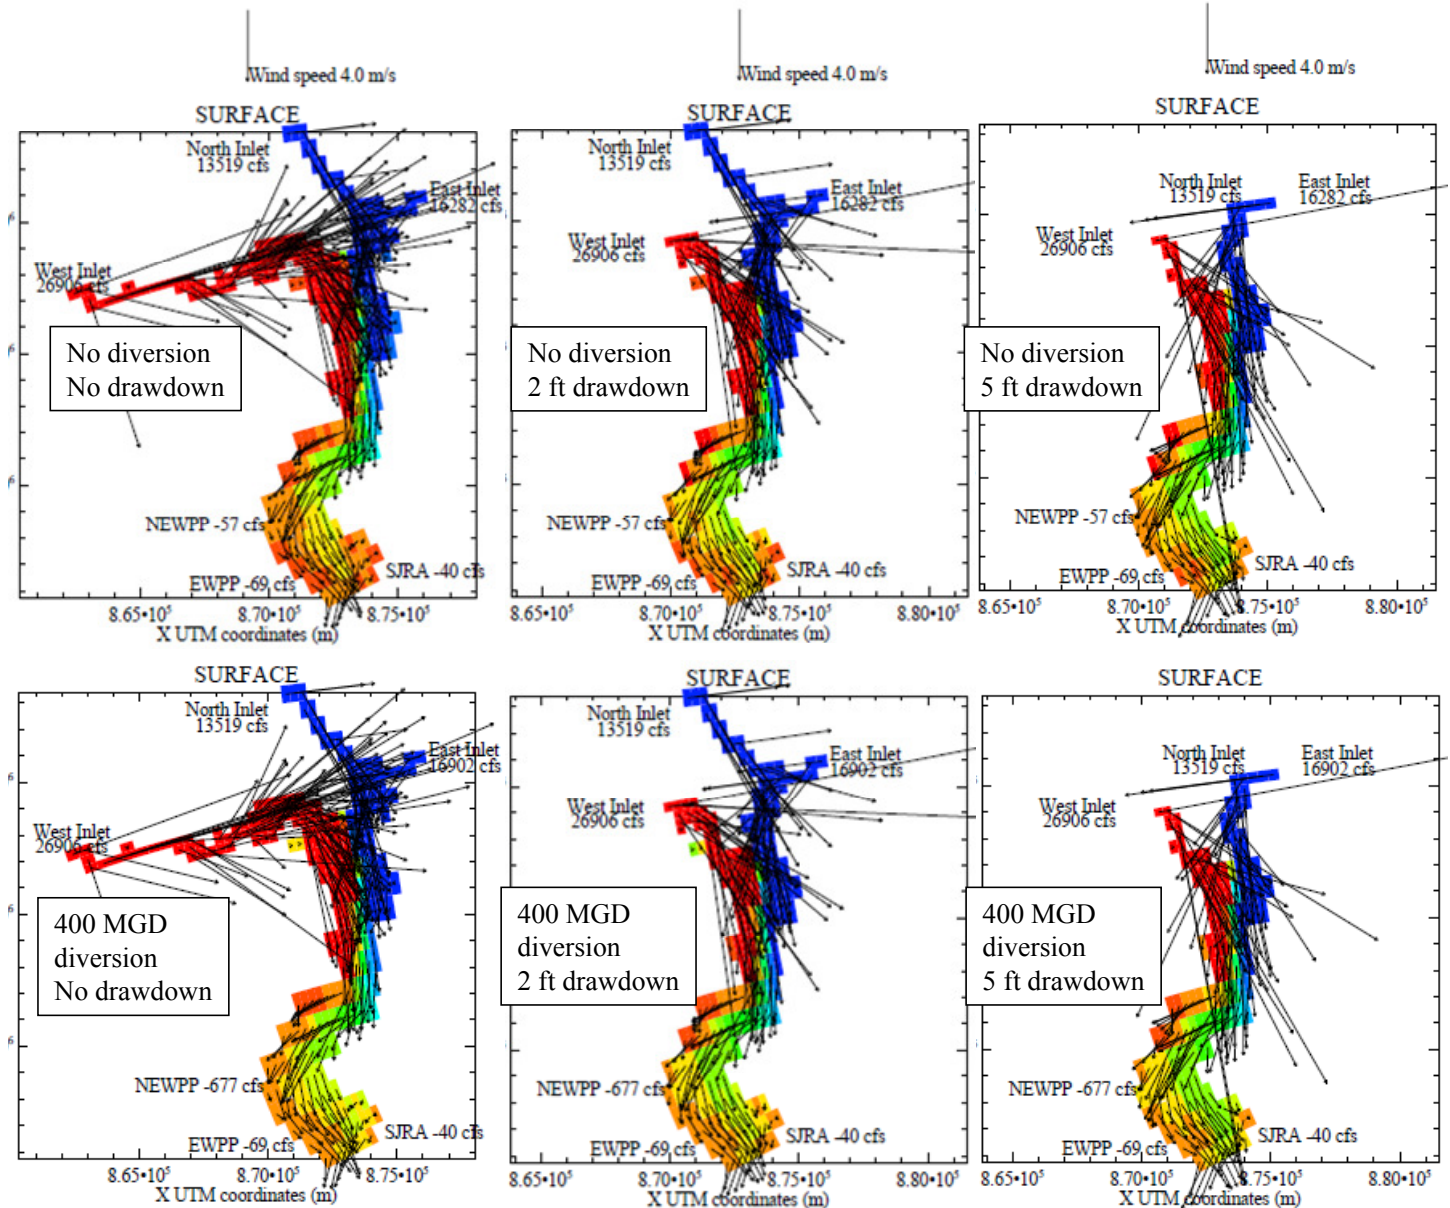 Wind speed 4.0 m/s
SURFACE
North Inlet
13519 cfs
East Inlet
16282 cfs
West Inlet
26906 cfs
No diversion
No drawdown
NEWPP -57 cfs
EWPP -69 cfs
SJRA -40 cfs
8.65•10⁵
8.70•10⁵
8.75•10⁵
X UTM coordinates (m)
Wind speed 4.0 m/s
SURFACE
North Inlet
13519 cfs
East Inlet
16282 cfs
West Inlet
26906 cfs
No diversion
2 ft drawdown
NEWPP -57 cfs
EWPP -69 cfs
SJRA -40 cfs
8.65•10⁵
8.70•10⁵
8.75•10⁵
8.80•10⁵
X UTM coordinates (m)
Wind speed 4.0 m/s
SURFACE
North Inlet
13519 cfs
East Inlet
16282 cfs
West Inlet
26906 cfs
No diversion
5 ft drawdown
NEWPP -57 cfs
EWPP -69 cfs
SJRA -40 cfs
8.65•10⁵
8.70•10⁵
8.75•10⁵
8.80•10⁵
X UTM coordinates (m)
SURFACE
North Inlet
13519 cfs
East Inlet
16902 cfs
West Inlet
26906 cfs
400 MGD
diversion
No drawdown
NEWPP -677 cfs
EWPP -69 cfs
SJRA -40 cfs
8.65•10⁵
8.70•10⁵
8.75•10⁵
X UTM coordinates (m)
SURFACE
North Inlet
13519 cfs
East Inlet
16902 cfs
West Inlet
26906 cfs
400 MGD
diversion
2 ft drawdown
NEWPP -677 cfs
EWPP -69 cfs
SJRA -40 cfs
8.65•10⁵
8.70•10⁵
8.75•10⁵
8.80•10⁵
X UTM coordinates (m)
SURFACE
North Inlet
13519 cfs
East Inlet
16902 cfs
West Inlet
26906 cfs
400 MGD
diversion
5 ft drawdown
NEWPP -677 cfs
EWPP -69 cfs
SJRA -40 cfs
8.65•10⁵
8.70•10⁵
8.75•10⁵
8.80•10⁵
X UTM coordinates (m)